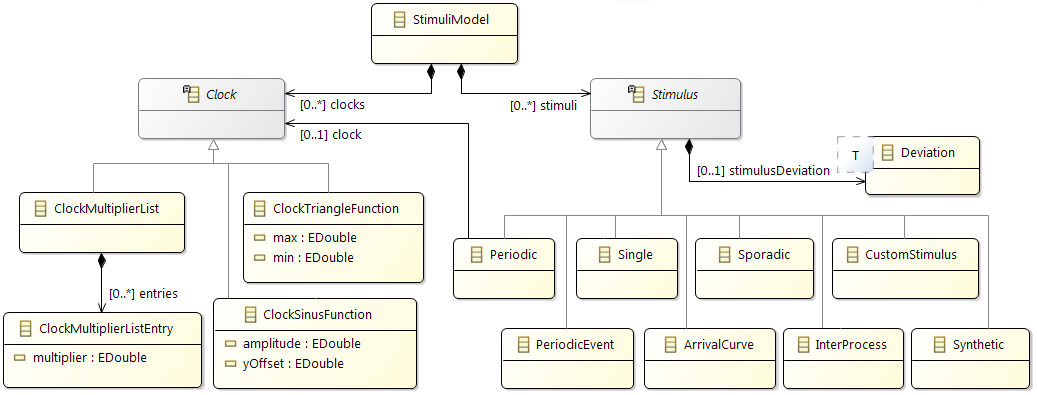 StimuliModel
Clock
[0..*] clocks
[0..*] stimuli
Stimulus
[0..1] clock
T
Deviation
[0..1] stimulusDeviation
ClockMultiplierList
ClockTriangleFunction
max : EDouble
min : EDouble
Periodic
Single
Sporadic
CustomStimulus
[0..*] entries
ClockMultiplierListEntry
multiplier : EDouble
ClockSinusFunction
amplitude : EDouble
yOffset : EDouble
PeriodicEvent
ArrivalCurve
InterProcess
Synthetic